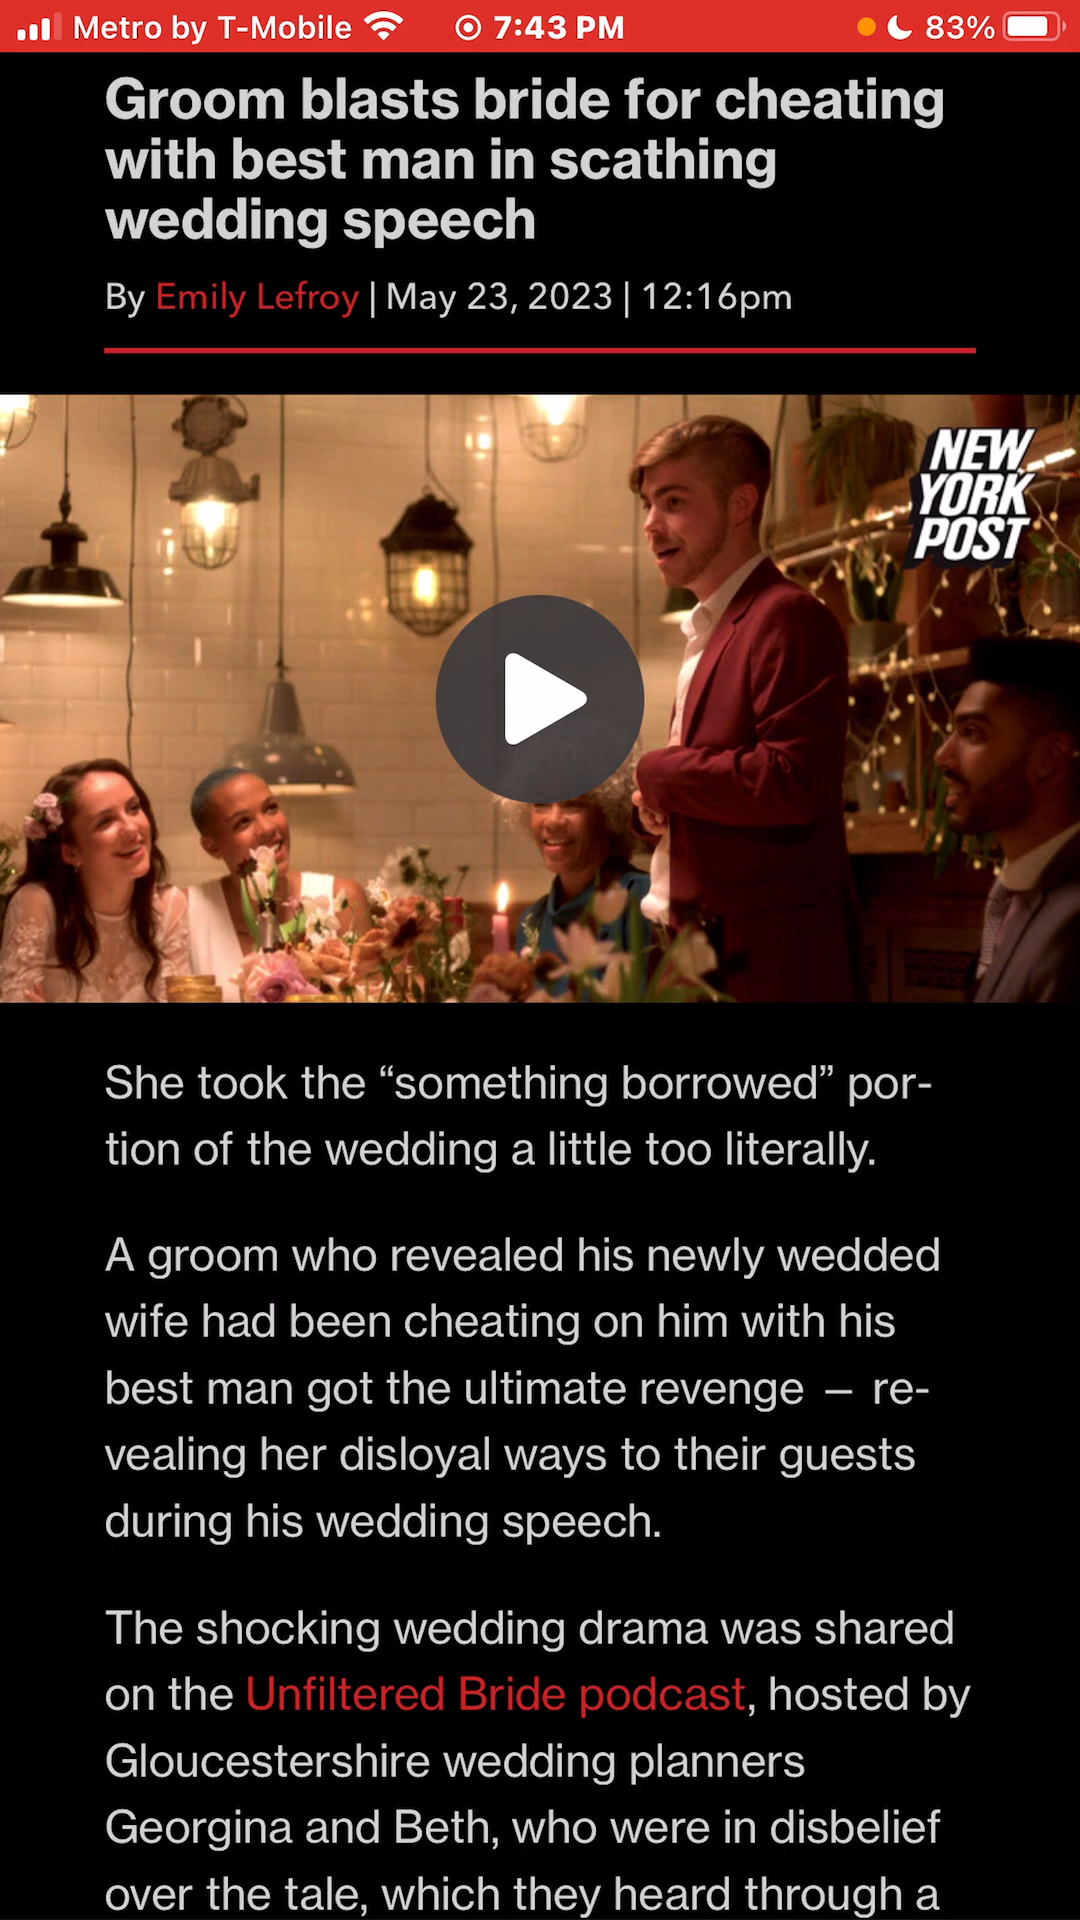 Metro by T-Mobile 7:43 PM 83%
Groom blasts bride for cheating
with best man in scathing
wedding speech
By Emily Lefroy | May 23, 2023 | 12:16pm
NEW
YORK
POST
She took the “something borrowed” por-
tion of the wedding a little too literally.
A groom who revealed his newly wedded
wife had been cheating on him with his
best man got the ultimate revenge — re-
vealing her disloyal ways to their guests
during his wedding speech.
The shocking wedding drama was shared
on the Unfiltered Bride podcast, hosted by
Gloucestershire wedding planners
Georgina and Beth, who were in disbelief
over the tale, which they heard through a